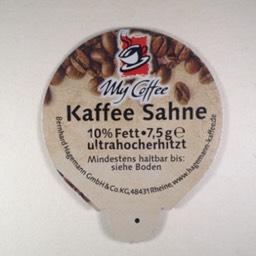 My Coffee
Kaffee Sahne
10% Fett•7,5 g e
ultrahocherhitzt
Mindestens haltbar bis:
siehe Boden
Bernhard Hagemann GmbH & Co.KG, 48431 Rheine, www.hagemann-kaffee.de